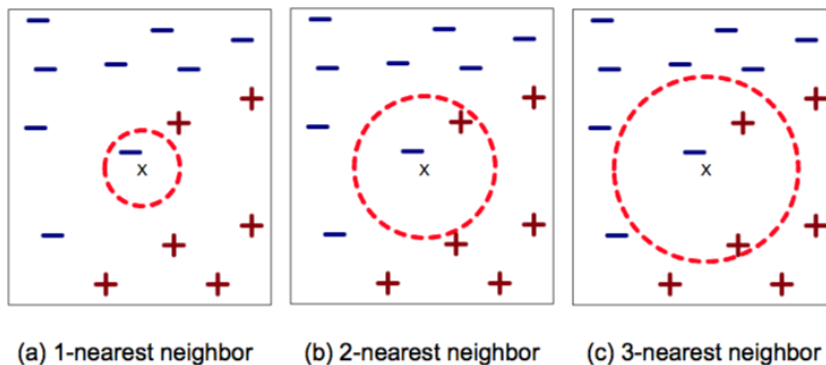 x
x
x
(a) 1-nearest neighbor
(b) 2-nearest neighbor
(c) 3-nearest neighbor